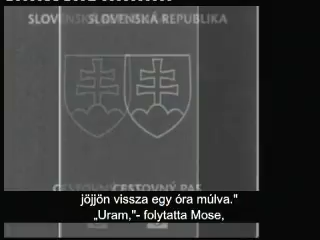 SLOVENSKÁ REPUBLIKA
CESTOVNÝ PAS
jöjjön vissza egy óra múlva."
„Uram,"- folytatta Mose,